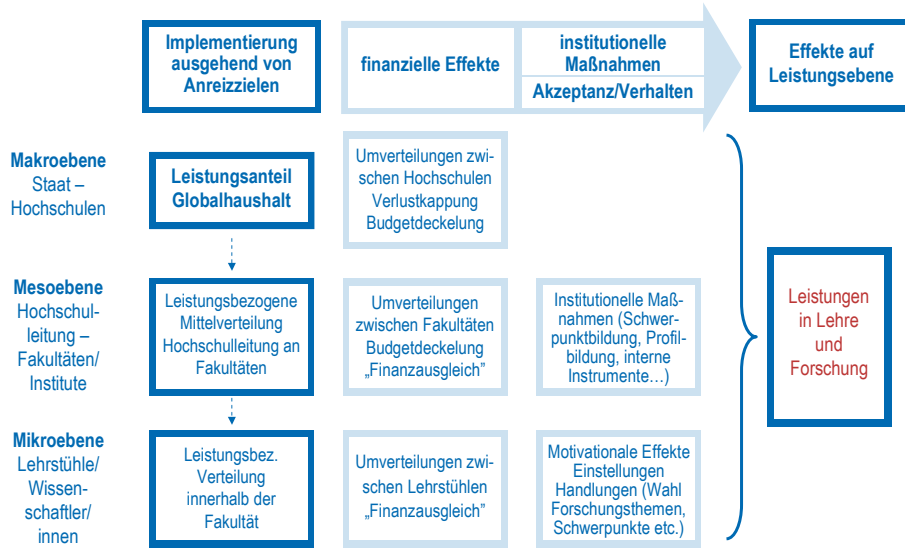 Implementierung
ausgehend von
Anreizzielen
finanzielle Effekte
institutionelle
Maßnahmen
Akzeptanz/Verhalten
Effekte auf
Leistungsebene
Makroebene
Staat –
Hochschulen
Leistungsanteil
Globalhaushalt
Umverteilungen zwi-
schen Hochschulen
Verlustkappung
Budgetdeckelung
Mesoebene
Hochschul-
leitung –
Fakultäten/
Institute
Leistungsbezogene
Mittelverteilung
Hochschulleitung an
Fakultäten
Umverteilungen
zwischen Fakultäten
Budgetdeckelung
„Finanzausgleich”
Institutionelle Maß-
nahmen (Schwer-
punktbildung, Profil-
bildung, interne
Instrumente…)
Leistungen
in Lehre
und
Forschung
Mikroebene
Lehrstühle/
Wissen-
schaftler/
innen
Leistungsbez.
Verteilung
innerhalb der
Fakultät
Umverteilungen zwi-
schen Lehrstühlen
„Finanzausgleich”
Motivationale Effekte
Einstellungen
Handlungen (Wahl
Forschungsthemen,
Schwerpunkte etc.)